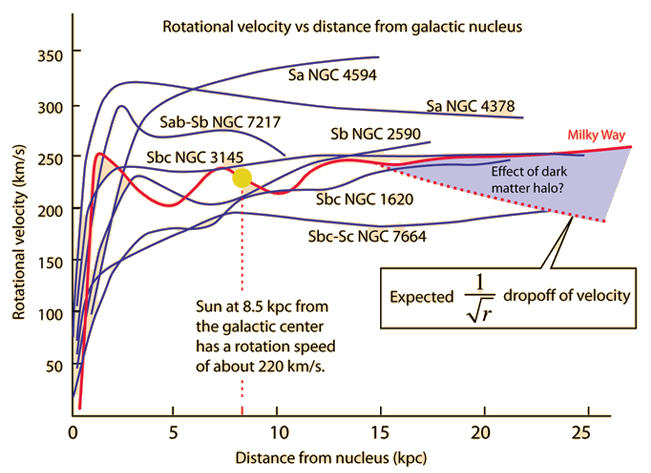 Rotational velocity vs distance from galactic nucleus
Rotational velocity (km/s)
350
300
250
200
150
100
50
0
5
10
15
20
25
Distance from nucleus (kpc)
Sa NGC 4594
Sa NGC 4378
Sab-Sb NGC 7217
Sb NGC 2590
Milky Way
Sbc NGC 3145
Effect of dark
matter halo?
Sbc NGC 1620
Sbc-Sc NGC 7664
Expected 1/√r dropoff of velocity
Sun at 8.5 kpc from
the galactic center
has a rotation speed
of about 220 km/s.